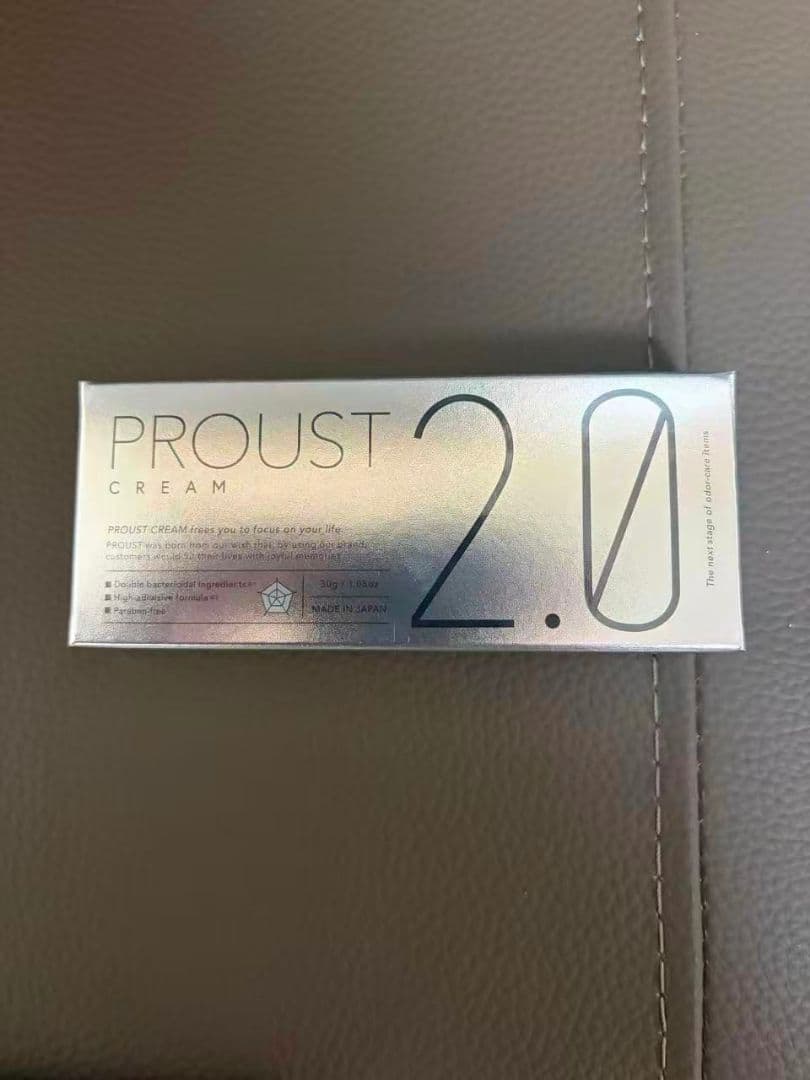 PROUST
CREAM
2.0
PROUST CREAM frees you to focus on your life.
PROUST was born from our wish that, by using our brand,
customers would fill their lives with joyful memories.
■ Double bactericidal ingredients
■ High-adhesive formula
■ Paraben-free
30g / 1.05oz
MADE IN JAPAN
The next stage of odor-care items